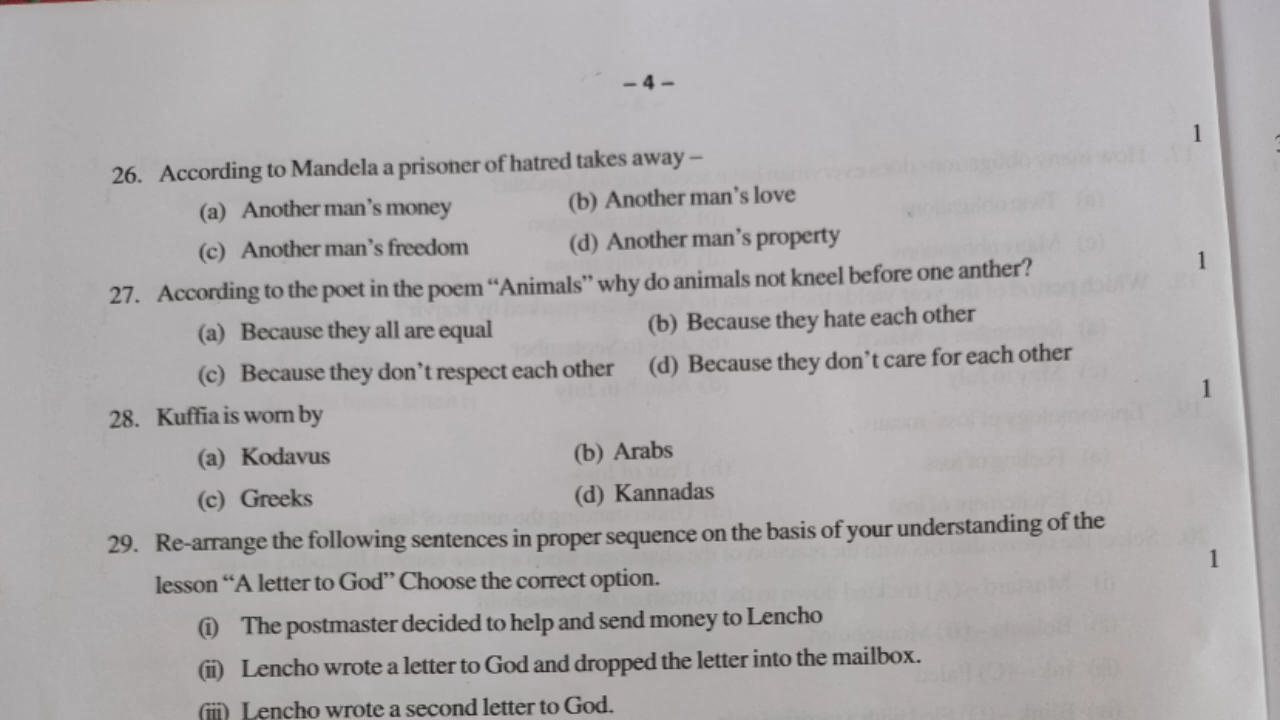 – 4 –
1
26. According to Mandela a prisoner of hatred takes away –
(a) Another man's money (b) Another man's love
(c) Another man's freedom (d) Another man's property
1
27. According to the poet in the poem “Animals” why do animals not kneel before one anther?
(a) Because they all are equal (b) Because they hate each other
(c) Because they don't respect each other (d) Because they don't care for each other
1
28. Kuffia is worn by
(a) Kodavus (b) Arabs
(c) Greeks (d) Kannadas
29. Re-arrange the following sentences in proper sequence on the basis of your understanding of the
1
lesson “A letter to God” Choose the correct option.
(i) The postmaster decided to help and send money to Lencho
(ii) Lencho wrote a letter to God and dropped the letter into the mailbox.
(iii) Lencho wrote a second letter to God.